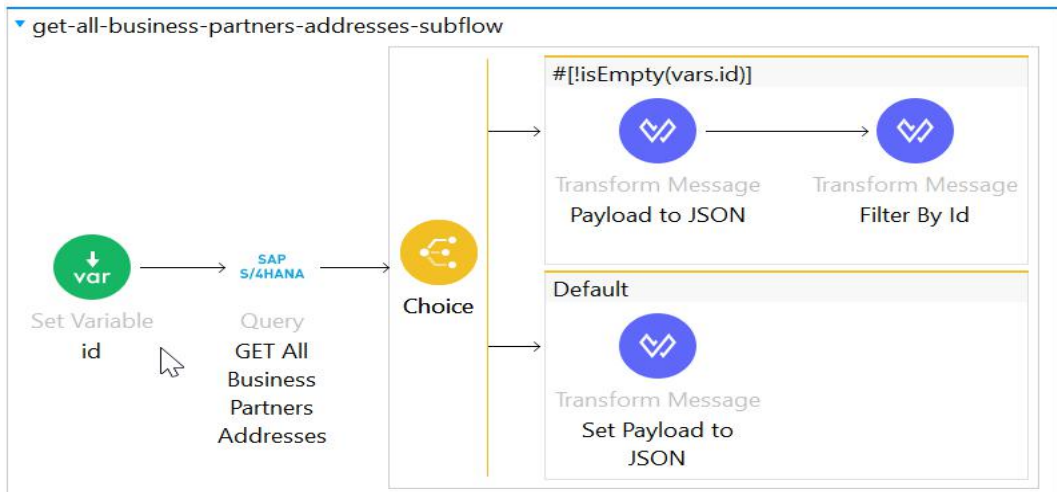 get-all-business-partners-addresses-subflow
#[!isEmpty(vars.id)]
Transform Message
Payload to JSON
Transform Message
Filter By Id
var
Set Variable
id
SAP
S/4HANA
Query
GET All
Business
Partners
Addresses
Choice
Default
Transform Message
Set Payload to
JSON